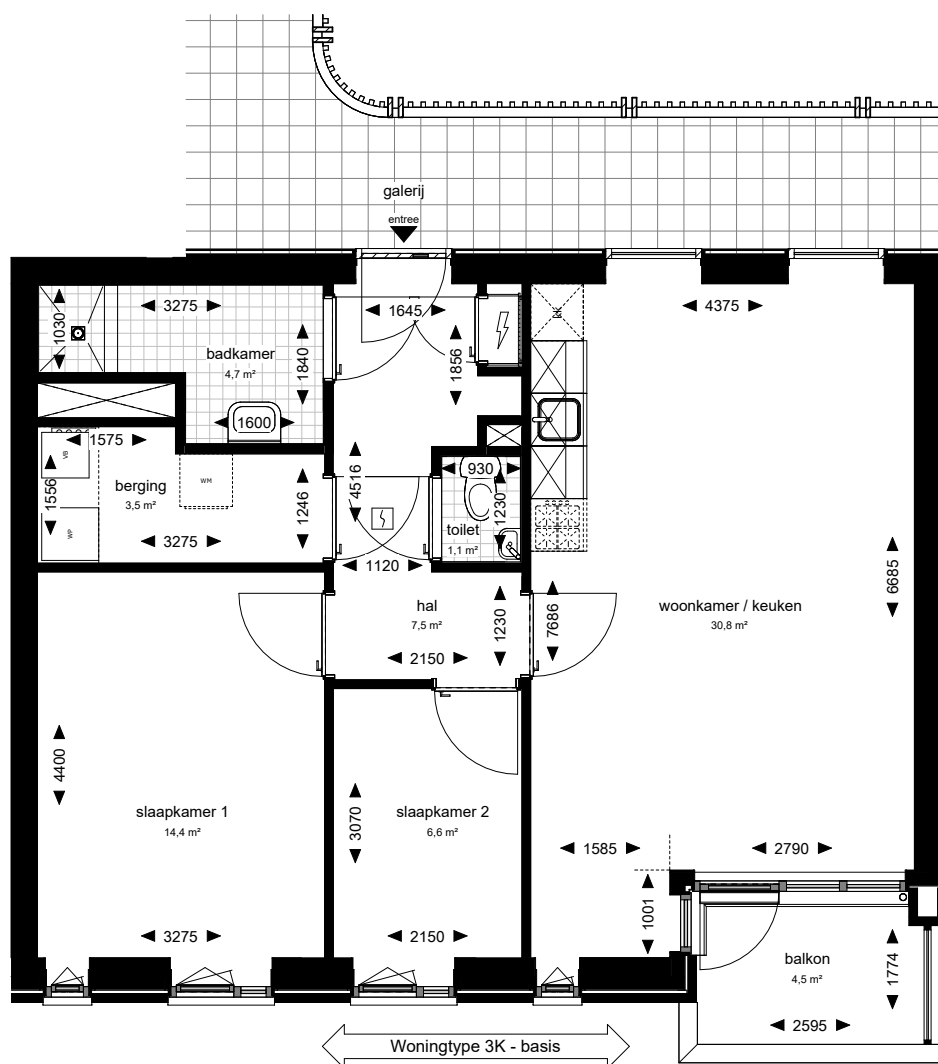 galerij
entree
3275
1645
4375
1030
badkamer
4,7 m²
1840
1856
1600
1575
VB
1556
berging
3,5 m²
WM
WP
1246
4516
930
1230
toilet
1,1 m²
3275
1120
hal
7,5 m²
1230
7686
2150
woonkamer / keuken
30,8 m²
6685
4400
slaapkamer 1
14,4 m²
3070
slaapkamer 2
6,6 m²
1585
2790
1001
3275
2150
balkon
4,5 m²
1774
2595
Woningtype 3K - basis